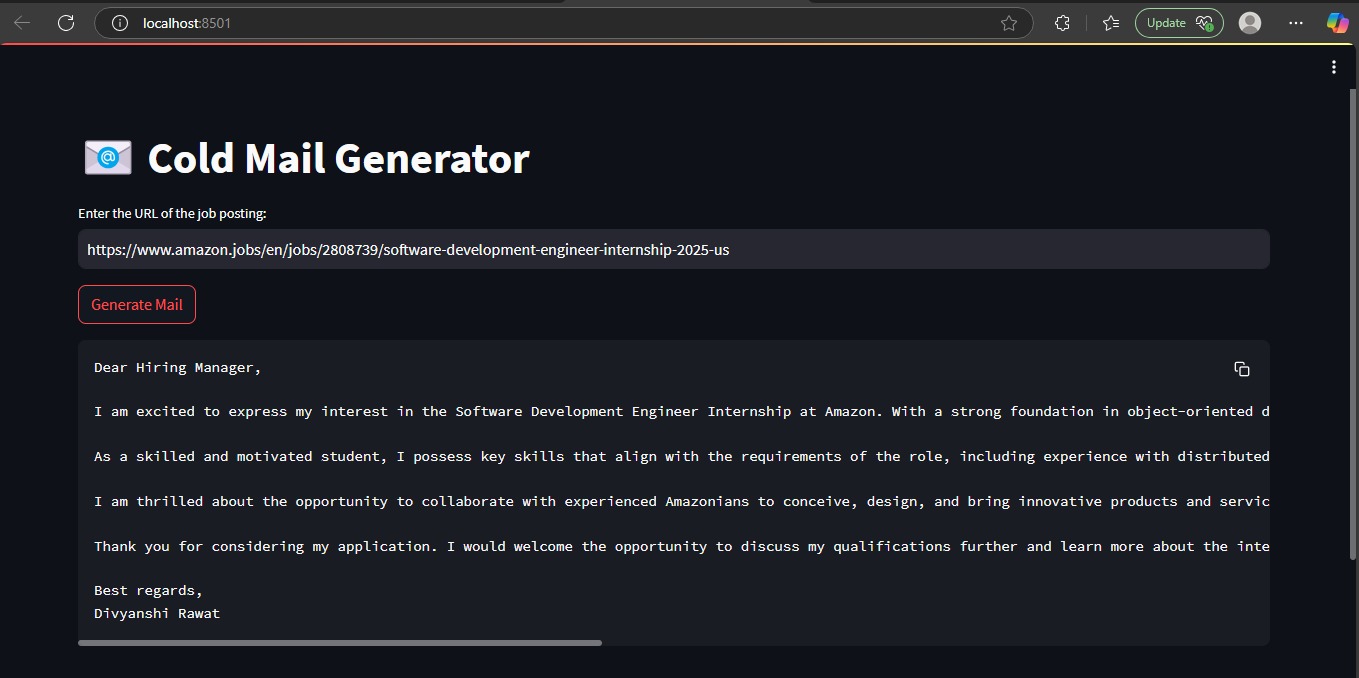 localhost:8501
Update
Cold Mail Generator
Enter the URL of the job posting:
https://www.amazon.jobs/en/jobs/2808739/software-development-engineer-internship-2025-us
Generate Mail
Dear Hiring Manager,
I am excited to express my interest in the Software Development Engineer Internship at Amazon. With a strong foundation in object-oriented d
As a skilled and motivated student, I possess key skills that align with the requirements of the role, including experience with distributed
I am thrilled about the opportunity to collaborate with experienced Amazonians to conceive, design, and bring innovative products and servic
Thank you for considering my application. I would welcome the opportunity to discuss my qualifications further and learn more about the inte
Best regards,
Divyanshi Rawat